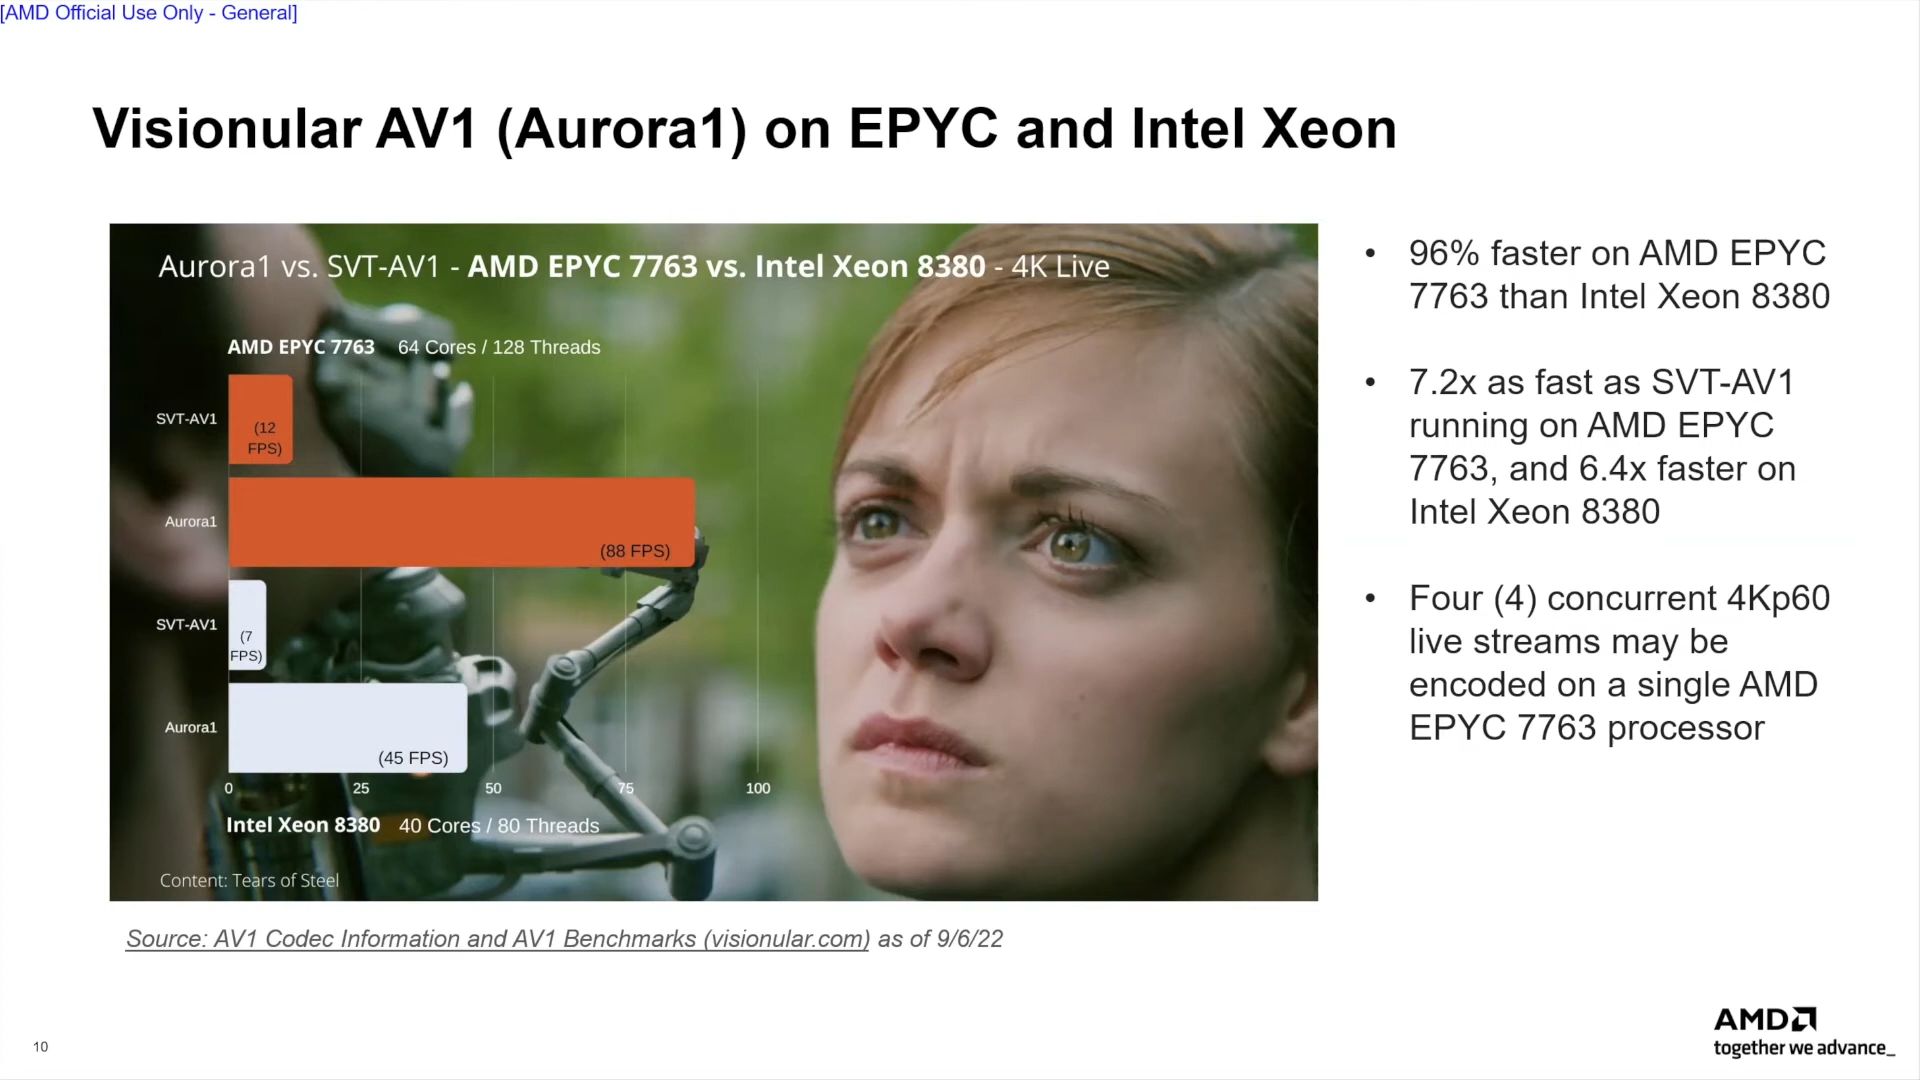 [AMD Official Use Only - General]
Visionular AV1 (Aurora1) on EPYC and Intel Xeon
Aurora1 vs. SVT-AV1 - AMD EPYC 7763 vs. Intel Xeon 8380 - 4K Live
AMD EPYC 7763 64 Cores / 128 Threads
SVT-AV1
(12
FPS)
Aurora1
(88 FPS)
SVT-AV1
(7
FPS)
Aurora1
(45 FPS)
0 25 50 75 100
Intel Xeon 8380 40 Cores / 80 Threads
Content: Tears of Steel
Source: AV1 Codec Information and AV1 Benchmarks (visionular.com) as of 9/6/22
• 96% faster on AMD EPYC
7763 than Intel Xeon 8380
• 7.2x as fast as SVT-AV1
running on AMD EPYC
7763, and 6.4x faster on
Intel Xeon 8380
• Four (4) concurrent 4Kp60
live streams may be
encoded on a single AMD
EPYC 7763 processor
10
AMD
together we advance_